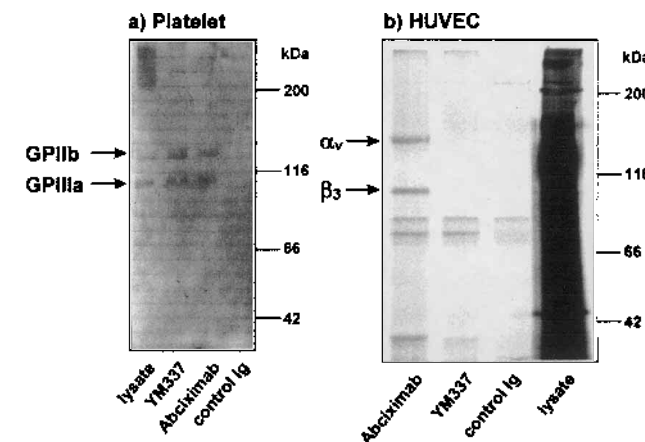 a) Platelet
kDa
200
GPIIb
116
GPIIIa
66
42
lysate
YM337
Abciximab
control Ig
b) HUVEC
kDa
200
αv
116
β3
66
42
Abciximab
YM337
control Ig
lysate